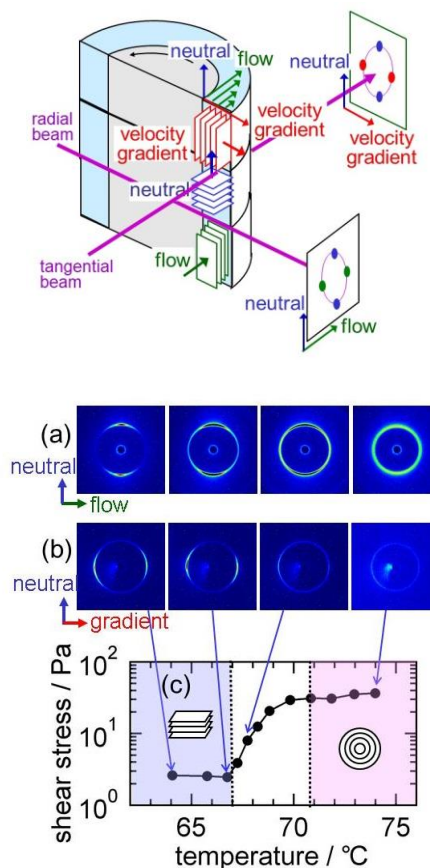 neutral
flow
radial
beam
velocity
gradient
velocity
gradient
neutral
flow
tangential
beam
neutral
velocity
gradient
neutral
flow
(a)
neutral
flow
(b)
neutral
gradient
(c)
shear stress / Pa
10²
10¹
10⁰
65
70
75
temperature / °C